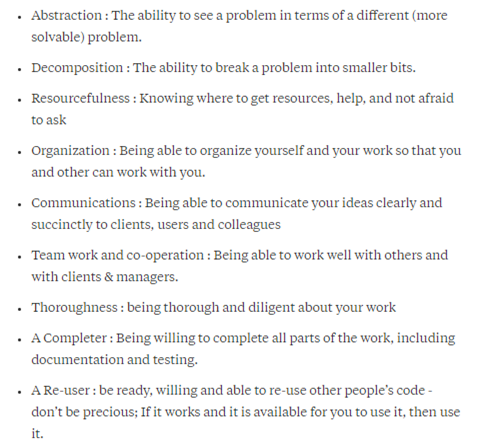 • Abstraction : The ability to see a problem in terms of a different (more
solvable) problem.
• Decomposition : The ability to break a problem into smaller bits.
• Resourcefulness : Knowing where to get resources, help, and not afraid
to ask
• Organization : Being able to organize yourself and your work so that you
and other can work with you.
• Communications : Being able to communicate your ideas clearly and
succinctly to clients, users and colleagues
• Team work and co-operation : Being able to work well with others and
with clients & managers.
• Thoroughness : being thorough and diligent about your work
• A Completer : Being willing to complete all parts of the work, including
documentation and testing.
• A Re-user : be ready, willing and able to re-use other people’s code -
don’t be precious; If it works and it is available for you to use it, then use
it.